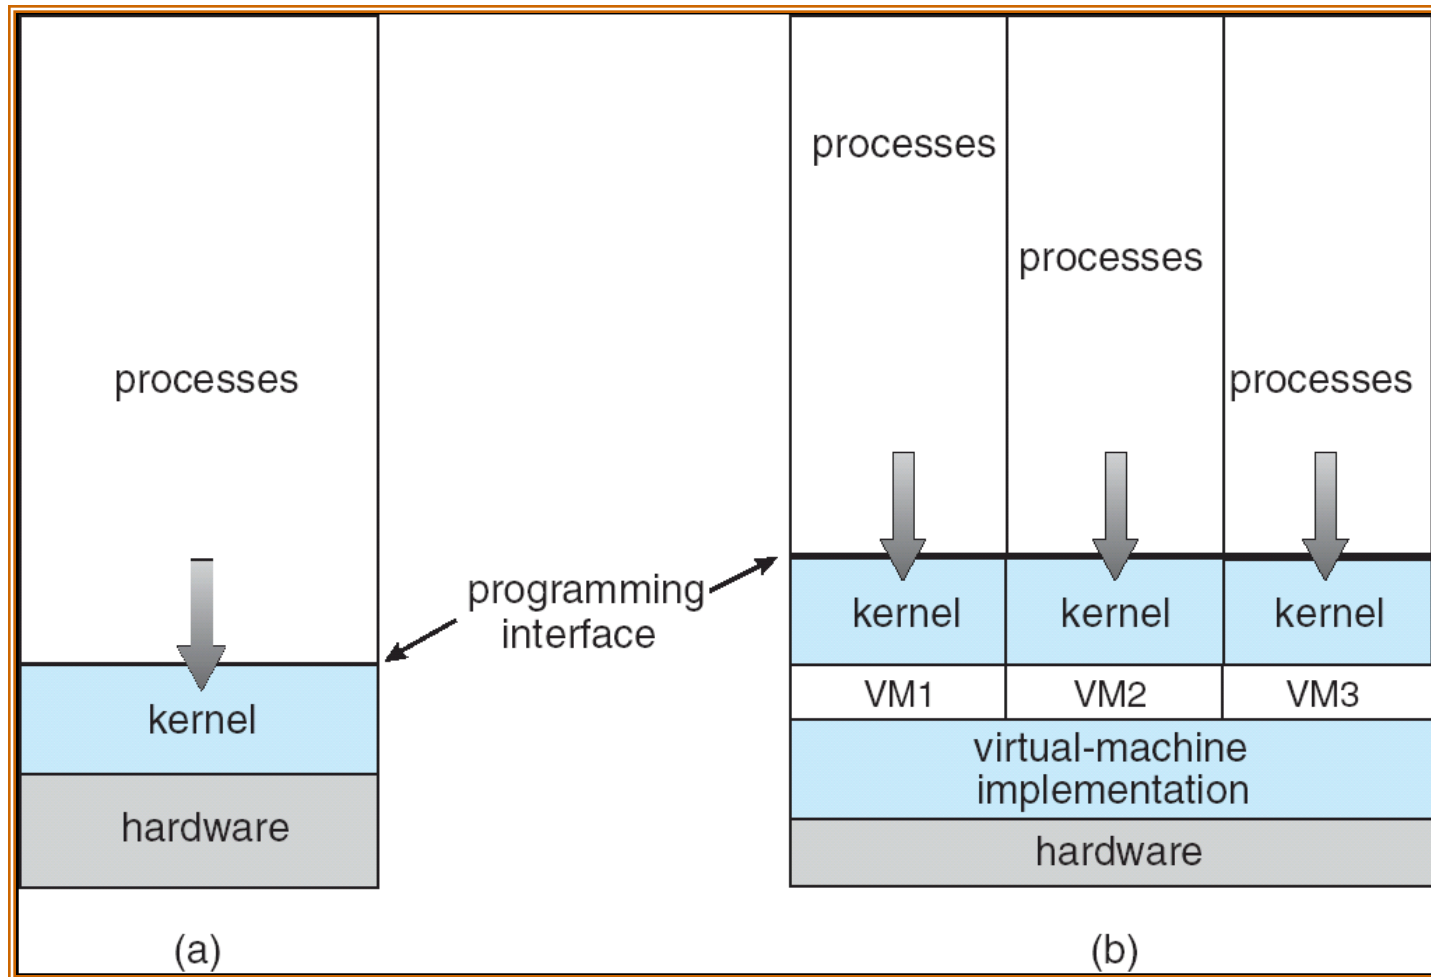 processes
kernel
hardware
(a)
programming
interface
processes
processes
processes
kernel kernel kernel
VM1 VM2 VM3
virtual-machine
implementation
hardware
(b)